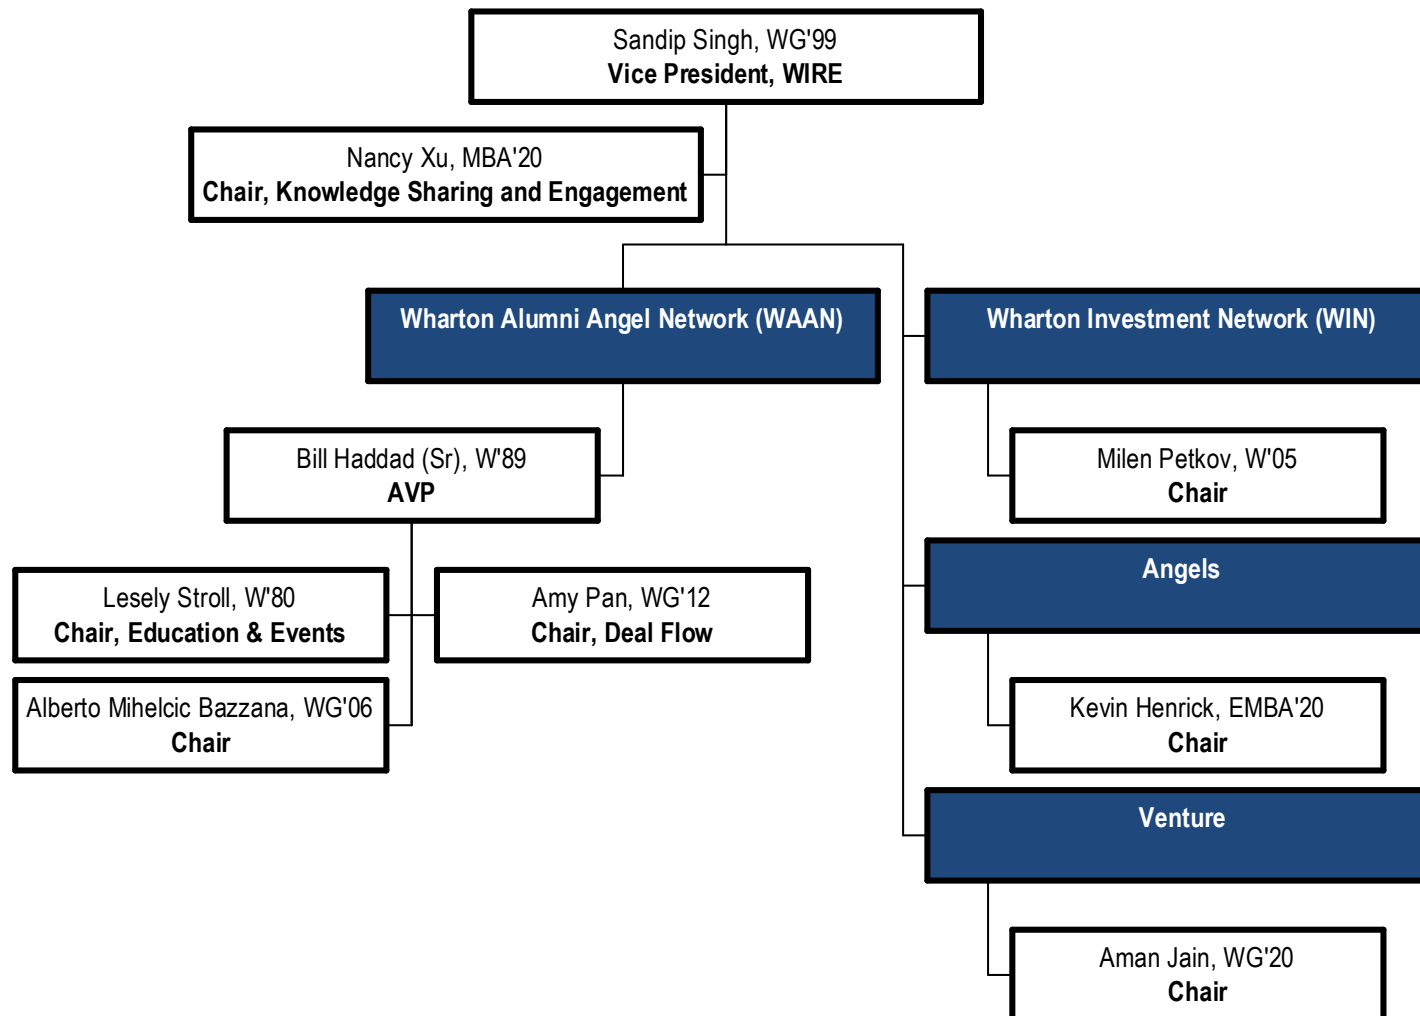 Sandip Singh, WG'99
Vice President, WIRE
Nancy Xu, MBA'20
Chair, Knowledge Sharing and Engagement
Wharton Alumni Angel Network (WAAN)
Wharton Investment Network (WIN)
Bill Haddad (Sr), W'89
AVP
Milen Petkov, W'05
Chair
Lesely Stroll, W'80
Chair, Education & Events
Amy Pan, WG'12
Chair, Deal Flow
Angels
Alberto Mihelcic Bazzana, WG'06
Chair
Kevin Henrick, EMBA'20
Chair
Venture
Aman Jain, WG'20
Chair